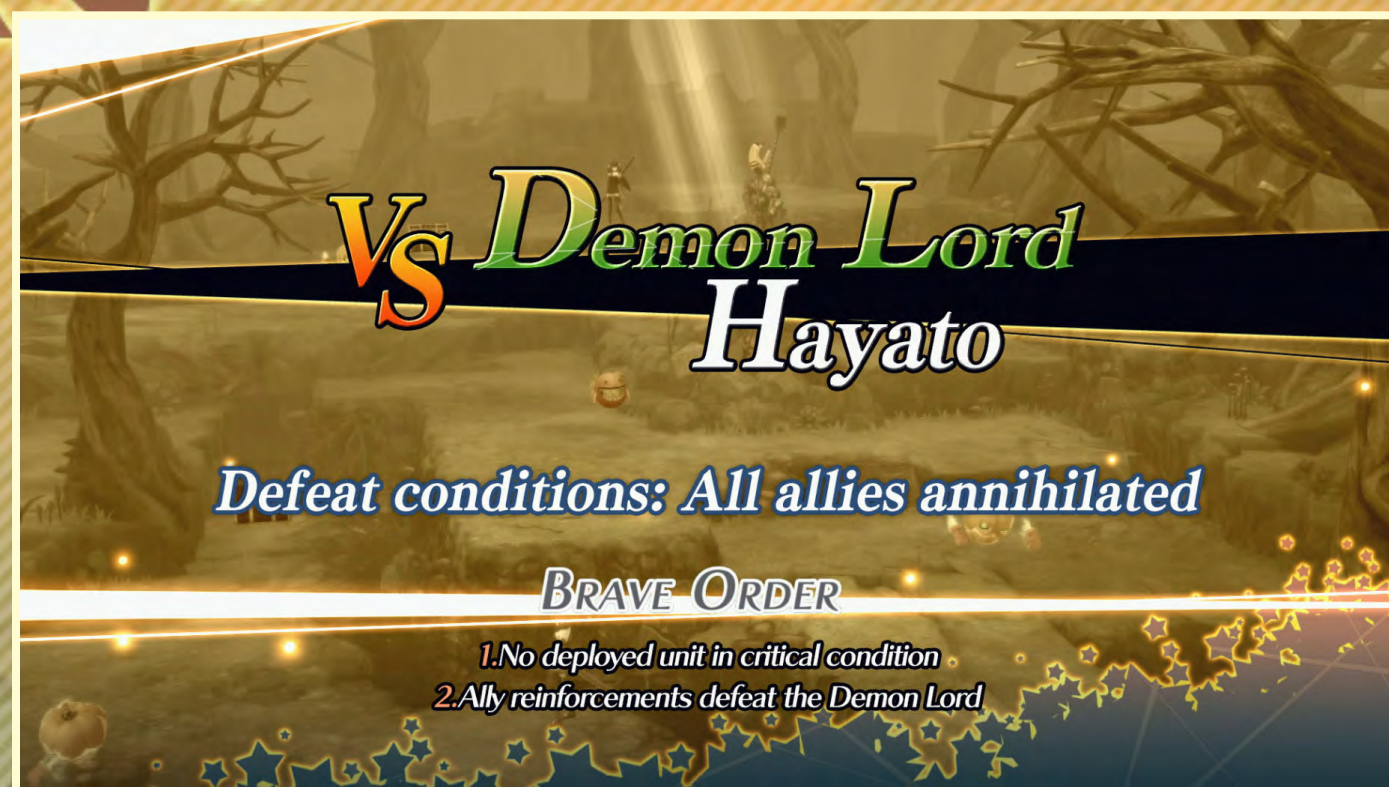 VS Demon Lord
Hayato
Defeat conditions: All allies annihilated
BRAVE ORDER
1.No deployed unit in critical condition
2.Ally reinforcements defeat the Demon Lord